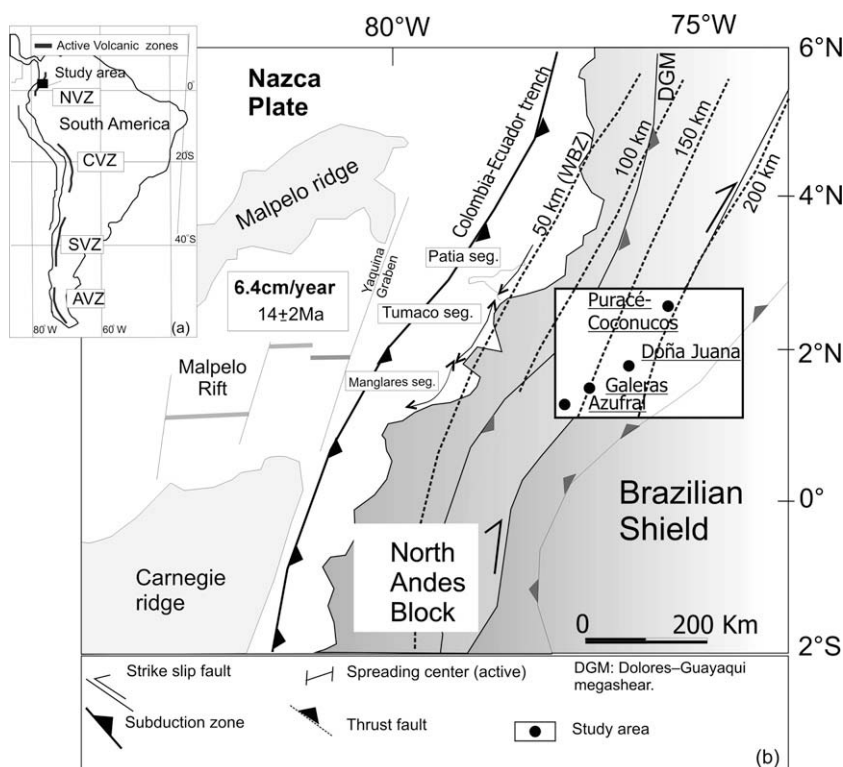 80°W
75°W
Active Volcanic zones
Study area
NVZ
South America
CVZ
SVZ
AVZ
0°
20°S
40°S
80°W
60°W
(a)
Nazca
Plate
Malpelo ridge
Colombia-Ecuador trench
50 km (WBZ)
DGM
100 km
150 km
200 km
6°N
4°N
2°N
0°
2°S
Yaquina
Graben
Patia seg.
6.4cm/year
14±2Ma
Tumaco seg.
Malpelo
Rift
Manglares seg.
Puracé-
Coconucos
Doña Juana
Galeras
Azufral
Carnegie
ridge
North
Andes
Block
Brazilian
Shield
0
200 Km
Strike slip fault
Spreading center (active)
DGM: Dolores–Guayaqui
megashear.
Subduction zone
Thrust fault
Study area
(b)